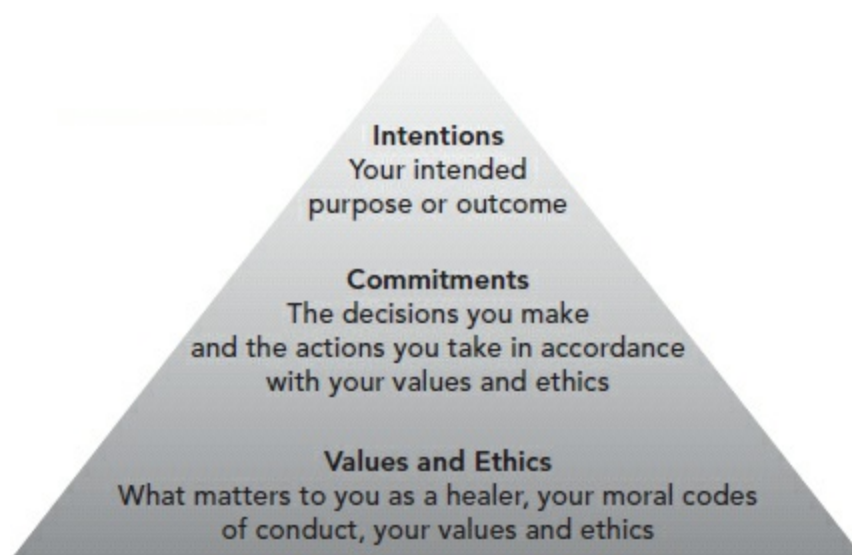 Intentions
Your intended
purpose or outcome
Commitments
The decisions you make
and the actions you take in accordance
with your values and ethics
Values and Ethics
What matters to you as a healer, your moral codes
of conduct, your values and ethics